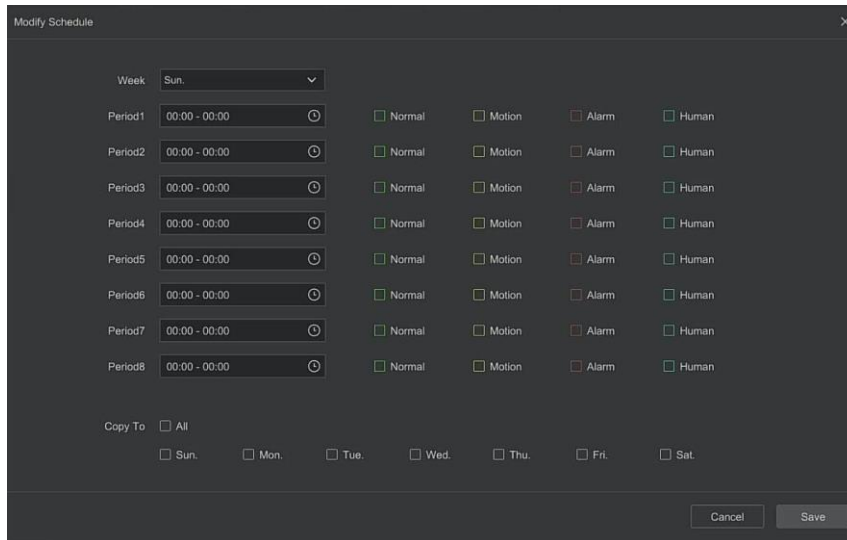 Modify Schedule
Week Sun.
Period1 00:00 - 00:00 Normal Motion Alarm Human
Period2 00:00 - 00:00 Normal Motion Alarm Human
Period3 00:00 - 00:00 Normal Motion Alarm Human
Period4 00:00 - 00:00 Normal Motion Alarm Human
Period5 00:00 - 00:00 Normal Motion Alarm Human
Period6 00:00 - 00:00 Normal Motion Alarm Human
Period7 00:00 - 00:00 Normal Motion Alarm Human
Period8 00:00 - 00:00 Normal Motion Alarm Human
Copy To All
Sun. Mon. Tue. Wed. Thu. Fri. Sat.
Cancel Save